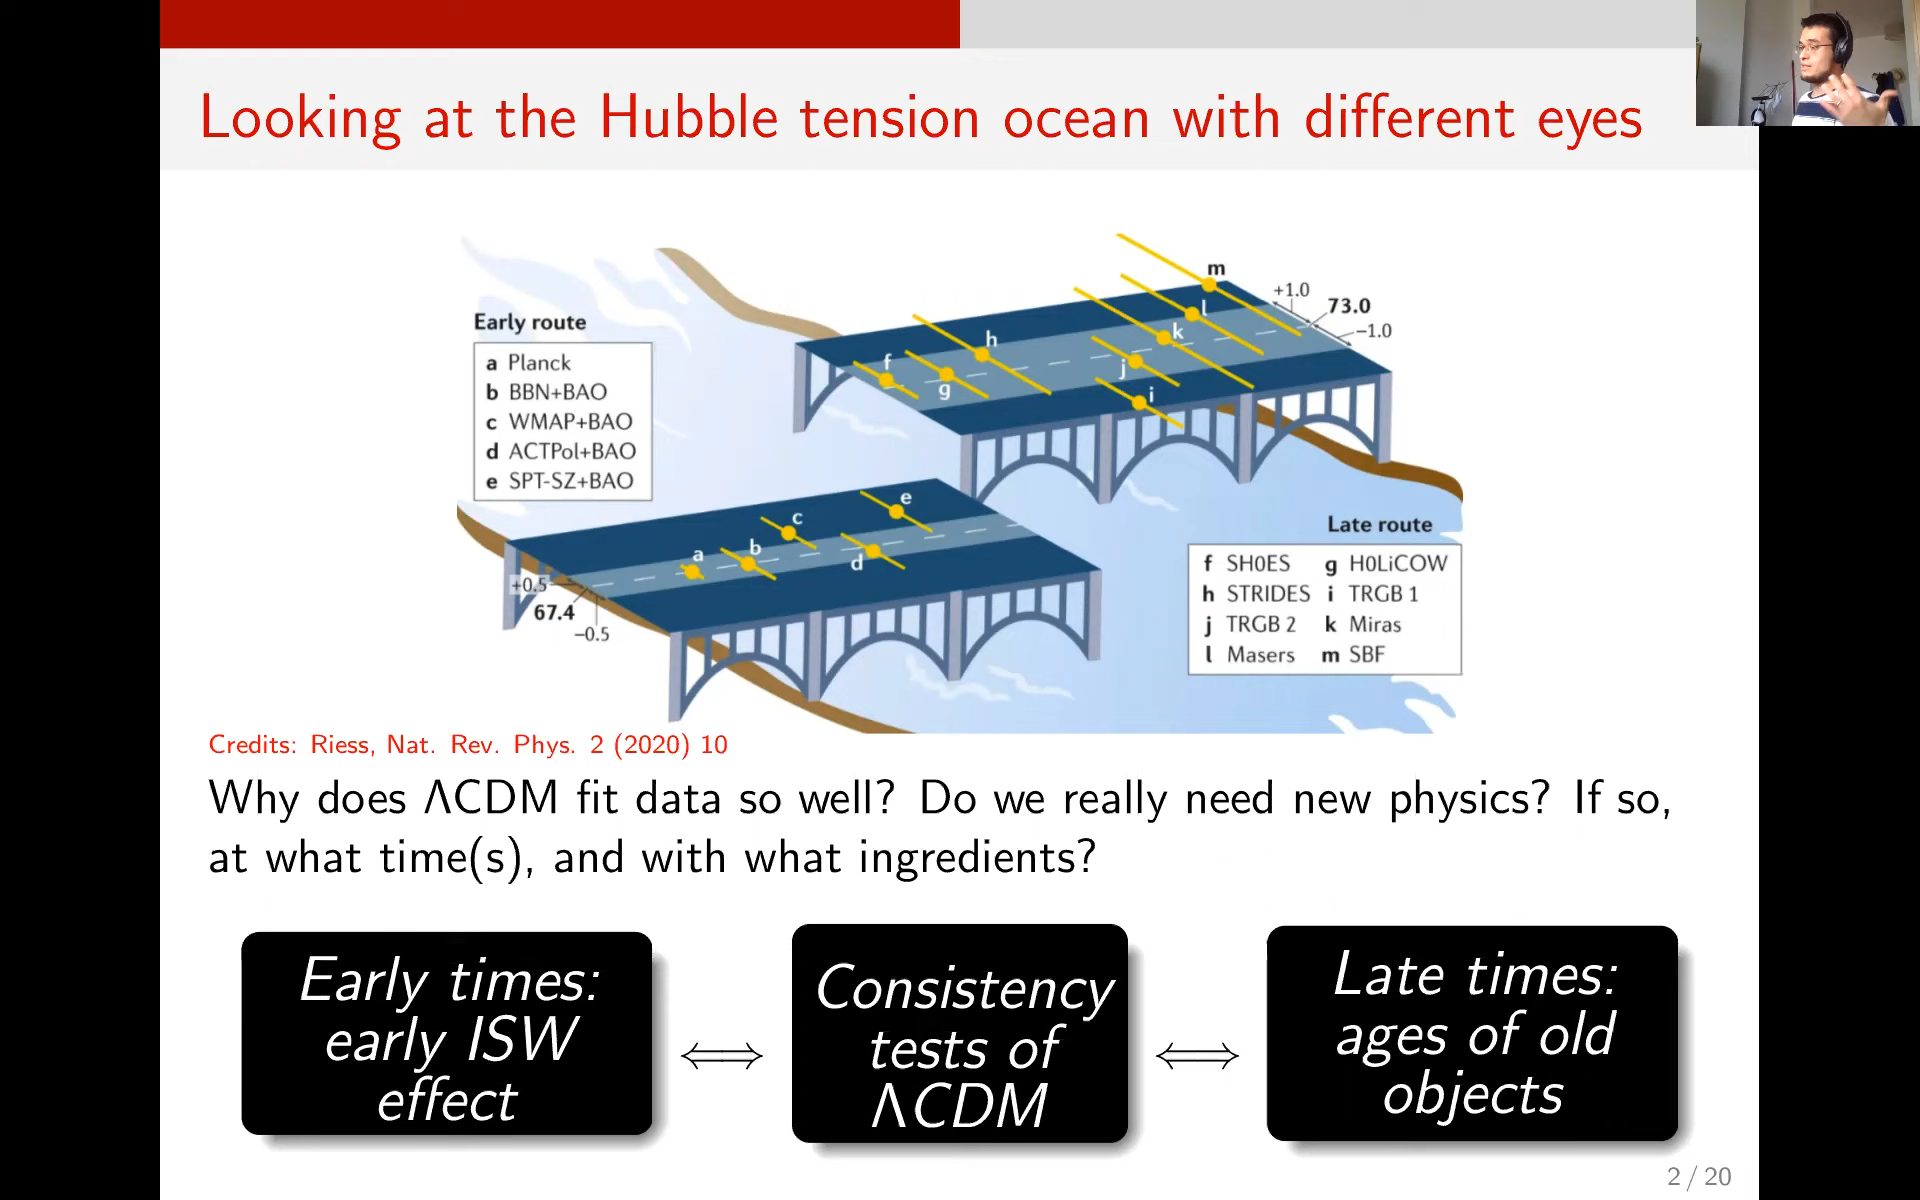 Looking at the Hubble tension ocean with different eyes
Early route
a Planck
b BBN+BAO
c WMAP+BAO
d ACTPol+BAO
e SPT-SZ+BAO
m
l
k
h
j
f
g
i
+1.0
73.0
−1.0
e
c
b
a
d
+0.5
67.4
−0.5
Late route
f SH0ES g H0LiCOW
h STRIDES i TRGB 1
j TRGB 2 k Miras
l Masers m SBF
Credits: Riess, Nat. Rev. Phys. 2 (2020) 10
Why does ΛCDM fit data so well? Do we really need new physics? If so,
at what time(s), and with what ingredients?
Early times:
early ISW
effect
⟺
Consistency
tests of
ΛCDM
⟺
Late times:
ages of old
objects
2 / 20